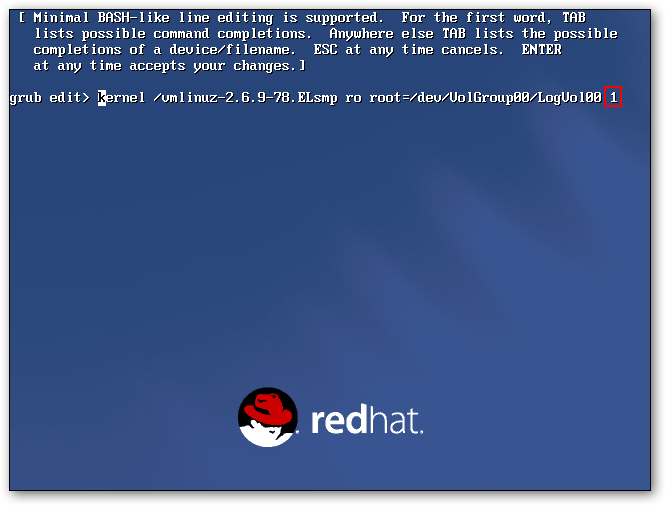 [ Minimal BASH-like line editing is supported.  For the first word, TAB
lists possible command completions.  Anywhere else TAB lists the possible
completions of a device/filename.  ESC at any time cancels.  ENTER
at any time accepts your changes.]
grub edit> kernel /vmlinuz-2.6.9-78.ELsmp ro root=/dev/VolGroup00/LogVol00 1
redhat.